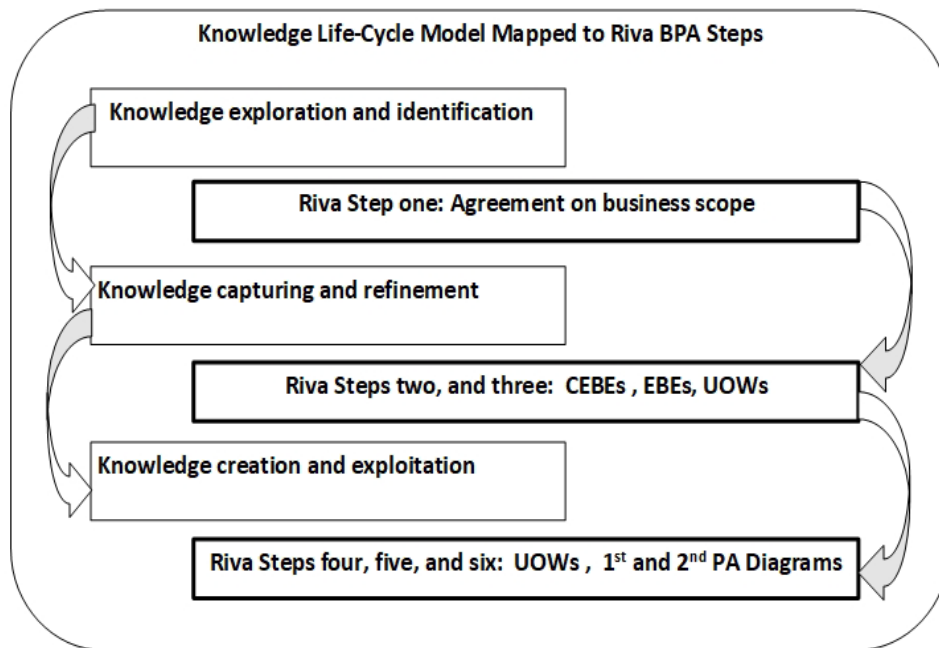 Knowledge Life-Cycle Model Mapped to Riva BPA Steps
Knowledge exploration and identification
Riva Step one: Agreement on business scope
Knowledge capturing and refinement
Riva Steps two, and three: CEBEs , EBEs, UOWs
Knowledge creation and exploitation
Riva Steps four, five, and six: UOWs , 1st and 2nd PA Diagrams